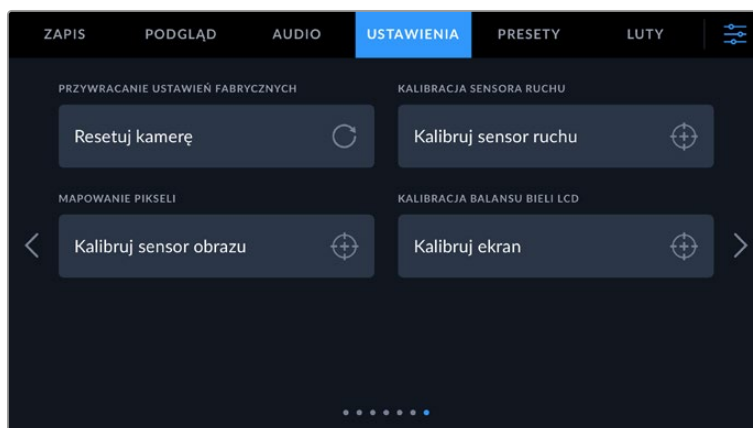 ZAPIS PODGLĄD AUDIO USTAWIENIA PRESETY LUTY
PRZYWRACANIE USTAWIEŃ FABRYCZNYCH
Resetuj kamerę
KALIBRACJA SENSORA RUCHU
Kalibruj sensor ruchu
MAPOWANIE PIKSELI
Kalibruj sensor obrazu
KALIBRACJA BALANSU BIELI LCD
Kalibruj ekran